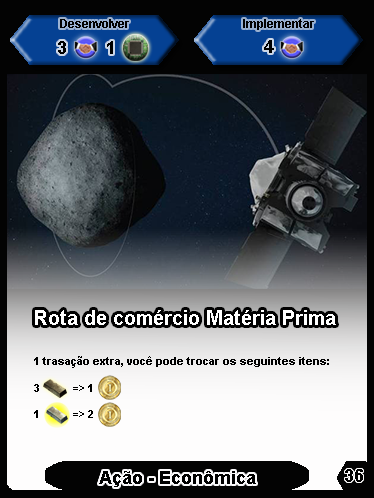 Desenvolver
3 1
Implementar
4
Rota de comércio Matéria Prima
1 trasação extra, você pode trocar os seguintes itens:
3 => 1
1 => 2
Ação - Econômica
36